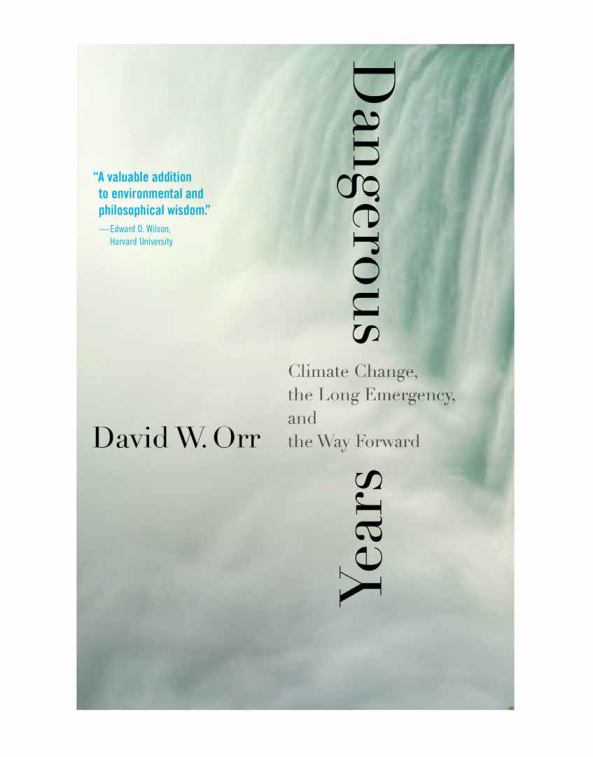 Dangerous
Years
Climate Change,
the Long Emergency,
and
the Way Forward
David W. Orr
“A valuable addition
to environmental and
philosophical wisdom.”
—Edward O. Wilson,
Harvard University